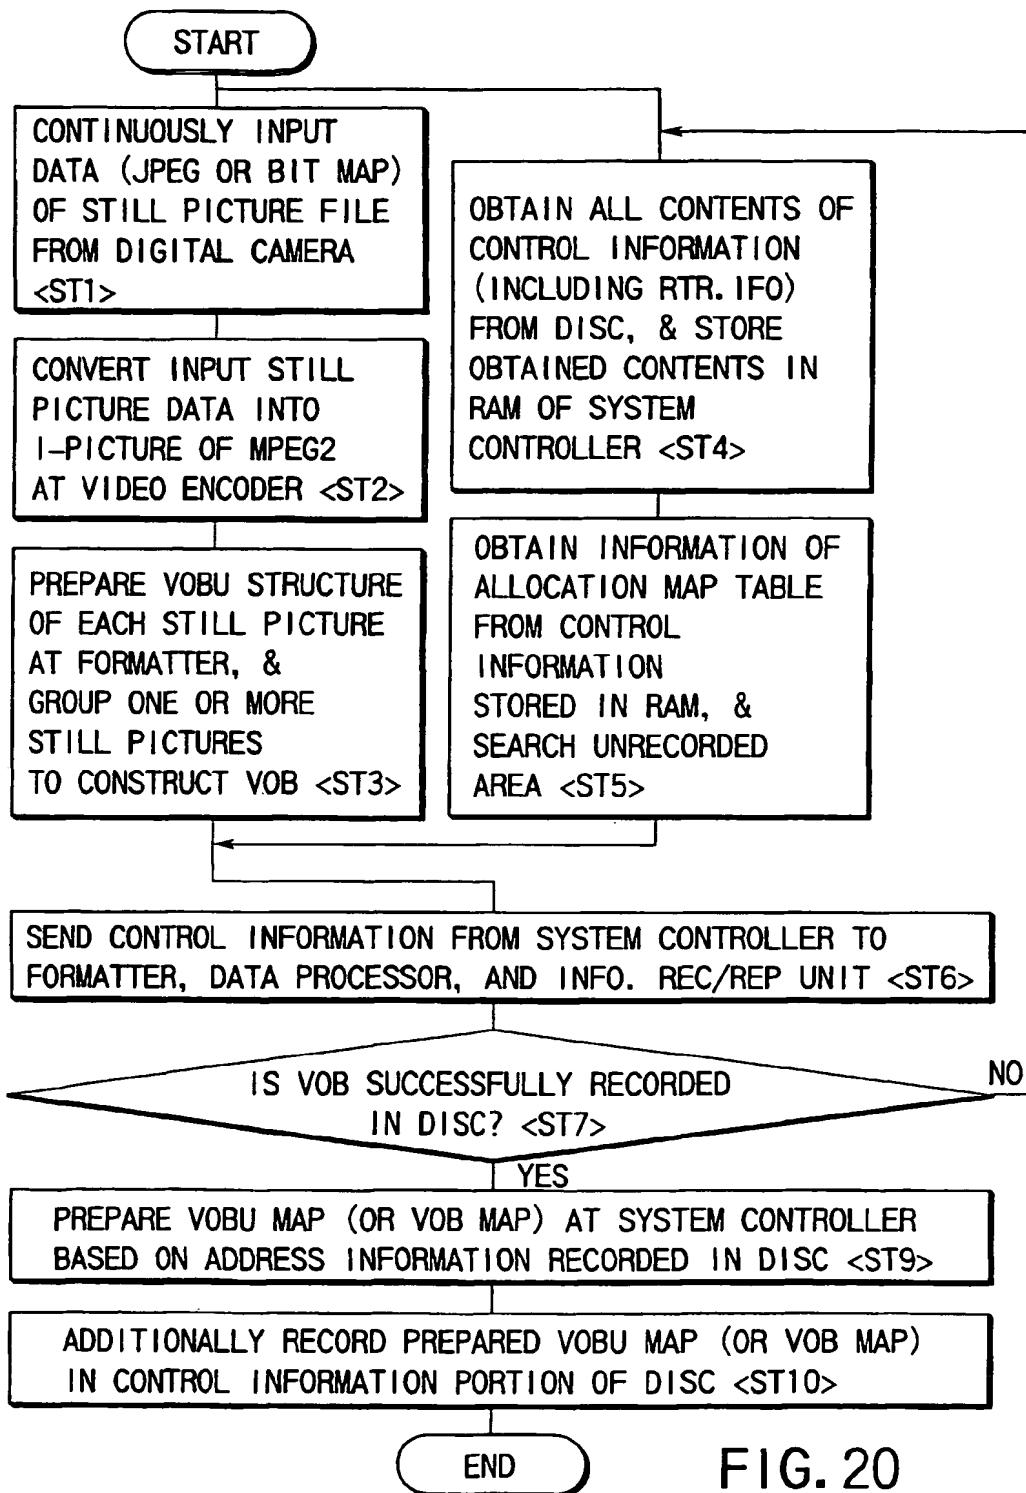 START
CONTINUOUSLY INPUT
DATA (JPEG OR BIT MAP)
OF STILL PICTURE FILE
FROM DIGITAL CAMERA
<ST1>
CONVERT INPUT STILL
PICTURE DATA INTO
I-PICTURE OF MPEG2
AT VIDEO ENCODER <ST2>
PREPARE VOBU STRUCTURE
OF EACH STILL PICTURE
AT FORMATTER, &
GROUP ONE OR MORE
STILL PICTURES
TO CONSTRUCT VOB <ST3>
OBTAIN ALL CONTENTS OF
CONTROL INFORMATION
(INCLUDING RTR. IFO)
FROM DISC, & STORE
OBTAINED CONTENTS IN
RAM OF SYSTEM
CONTROLLER <ST4>
OBTAIN INFORMATION OF
ALLOCATION MAP TABLE
FROM CONTROL
INFORMATION
STORED IN RAM, &
SEARCH UNRECORDED
AREA <ST5>
SEND CONTROL INFORMATION FROM SYSTEM CONTROLLER TO
FORMATTER, DATA PROCESSOR, AND INFO. REC/REP UNIT <ST6>
IS VOB SUCCESSFULLY RECORDED
IN DISC? <ST7>
NO
YES
PREPARE VOBU MAP (OR VOB MAP) AT SYSTEM CONTROLLER
BASED ON ADDRESS INFORMATION RECORDED IN DISC <ST9>
ADDITIONALLY RECORD PREPARED VOBU MAP (OR VOB MAP)
IN CONTROL INFORMATION PORTION OF DISC <ST10>
END
FIG. 20